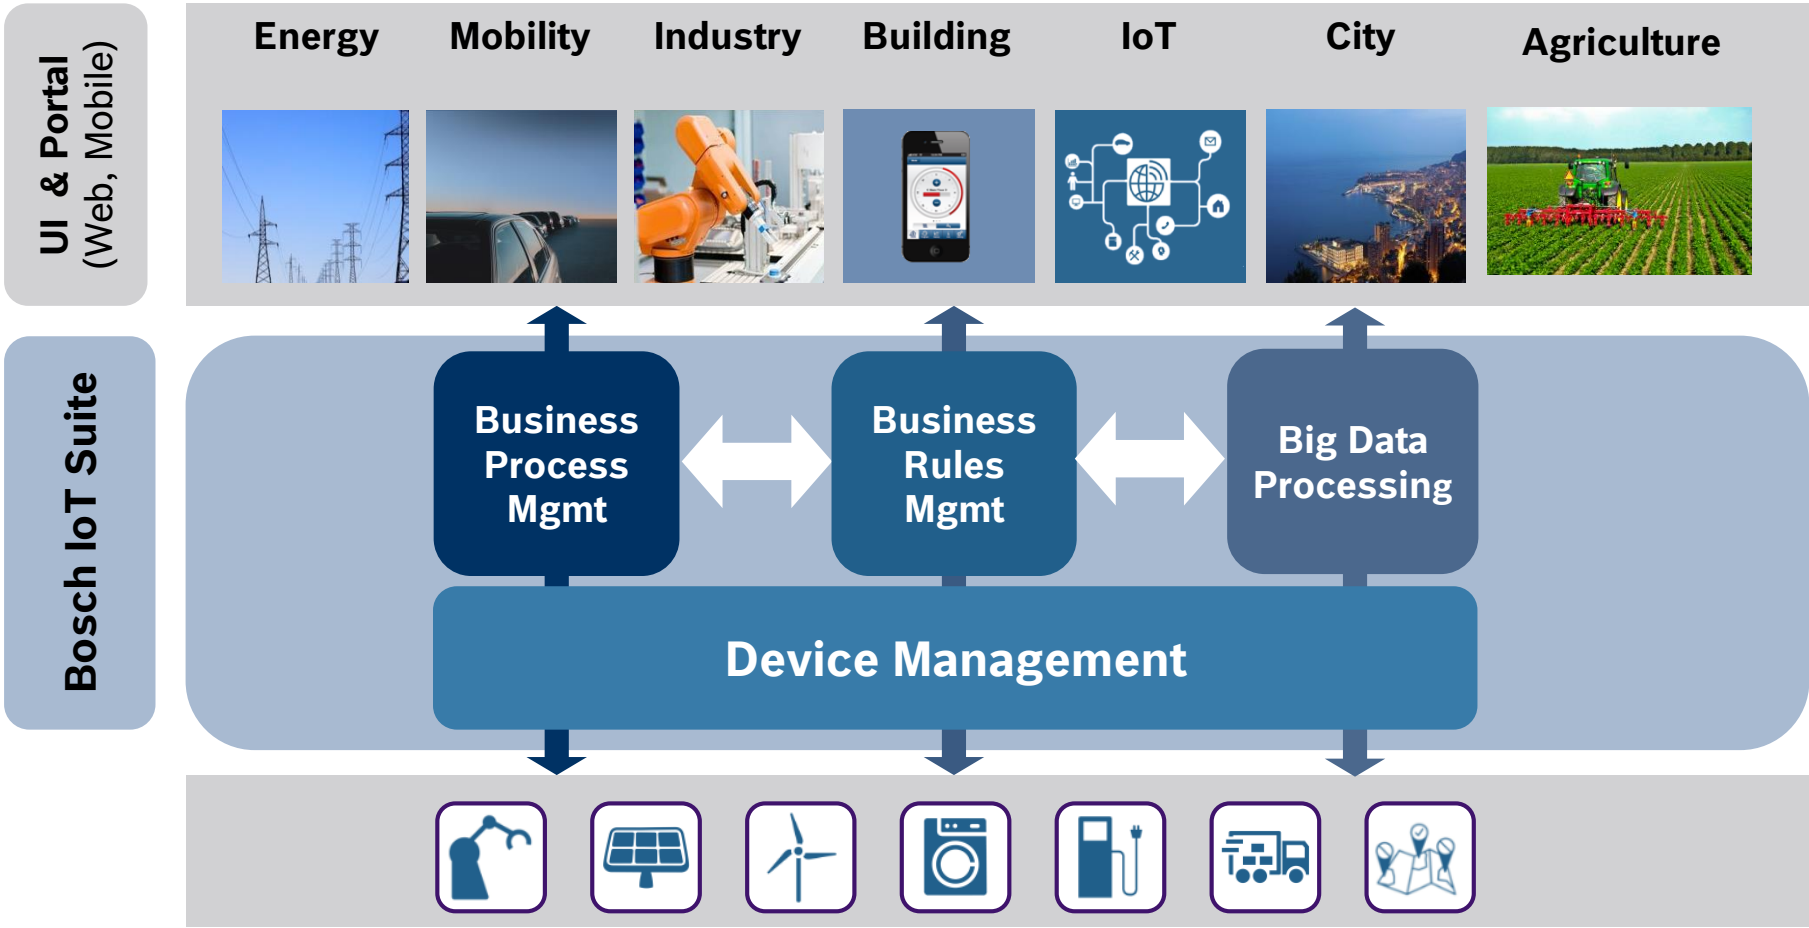 UI & Portal
(Web, Mobile)
Energy
Mobility
Industry
Building
IoT
City
Agriculture
Bosch IoT Suite
Business
Process
Mgmt
Business
Rules
Mgmt
Big Data
Processing
Device Management